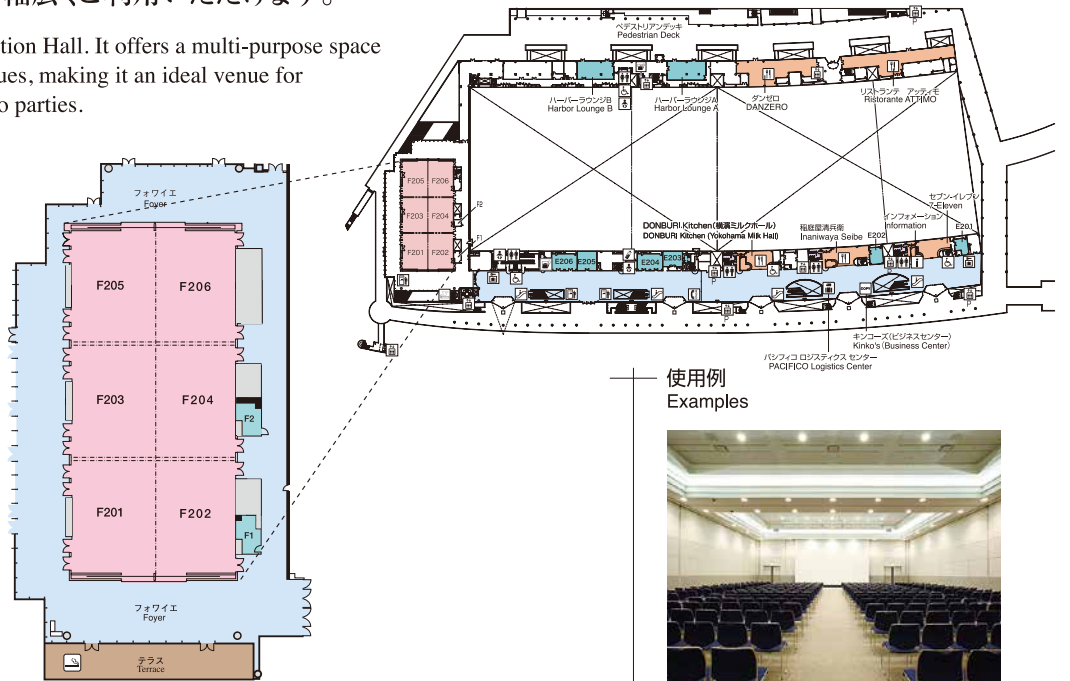 幅広くご利用いただけます。
tion Hall. It offers a multi-purpose space
ues, making it an ideal venue for
o parties.
ペデストリアンデッキ
Pedestrian Deck
ハーバーラウンジB
Harbor Lounge B
ハーバーラウンジA
Harbor Lounge A
ダンゼロ
DANZERO
リストランテ アッティモ
Ristorante ATTIMO
F205 F206
F203 F204
F201 F202
F2
F1
DONBURI Kitchen(横濱ミルクホール)
DONBURI Kitchen (Yokohama Milk Hall)
稲庭屋清兵衛
Inaniwaya Seibe
E202
インフォメーション
Information
セブン-イレブン
7-Eleven
E201
E206 E205 E204 E203
キンコーズ(ビジネスセンター)
Kinko's (Business Center)
パシフィコ ロジスティクス センター
PACIFICO Logistics Center
フォワイエ
Foyer
F205 F206
F203 F204
F2
F201 F202
F1
フォワイエ
Foyer
テラス
Terrace
使用例
Examples